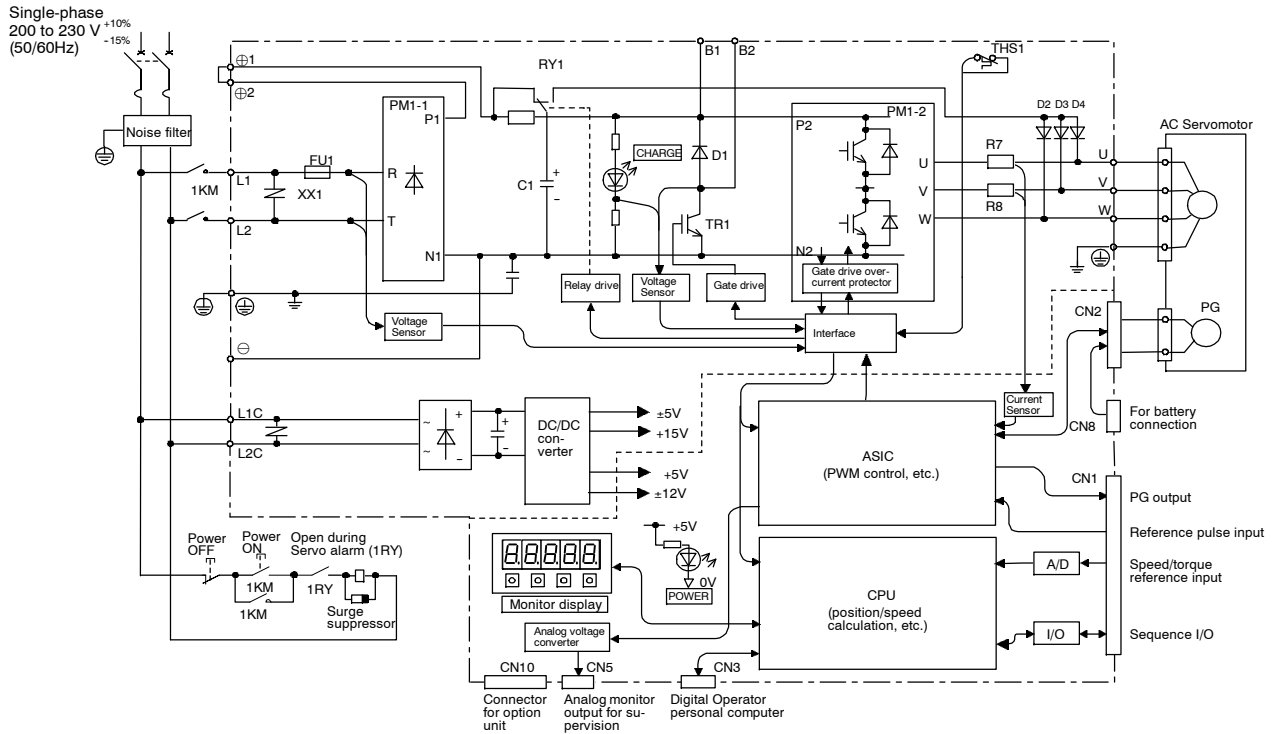 Single-phase
200 to 230 V +10%
-15%
(50/60Hz)
Noise filter
1KM
⊕1
⊕2
L1
L2
FU1
XX1
PM1-1
P1
R
T
N1
RY1
C1
+
−
CHARGE
B1
B2
D1
TR1
THS1
PM1-2
P2
N2
U
V
W
Gate drive over-
current protector
D2 D3 D4
R7
R8
U
V
W
AC Servomotor
PG
Relay drive
Voltage
Sensor
Gate drive
Interface
Voltage
Sensor
⊖
L1C
L2C
~
~
+
−
+
−
DC/DC
con-
verter
±5V
+15V
+5V
±12V
CN2
Current
Sensor
CN8
For battery
connection
ASIC
(PWM control, etc.)
CN1
PG output
Reference pulse input
A/D
Speed/torque
reference input
CPU
(position/speed
calculation, etc.)
I/O
Sequence I/O
Power
OFF
Power
ON
Open during
Servo alarm (1RY)
1KM
1KM
1RY
Surge
suppressor
8.8.8.8.8.
Monitor display
+5V
0V
POWER
Analog voltage
converter
CN10
CN5
CN3
Connector
for option
unit
Analog monitor
output for su-
pervision
Digital Operator
personal computer